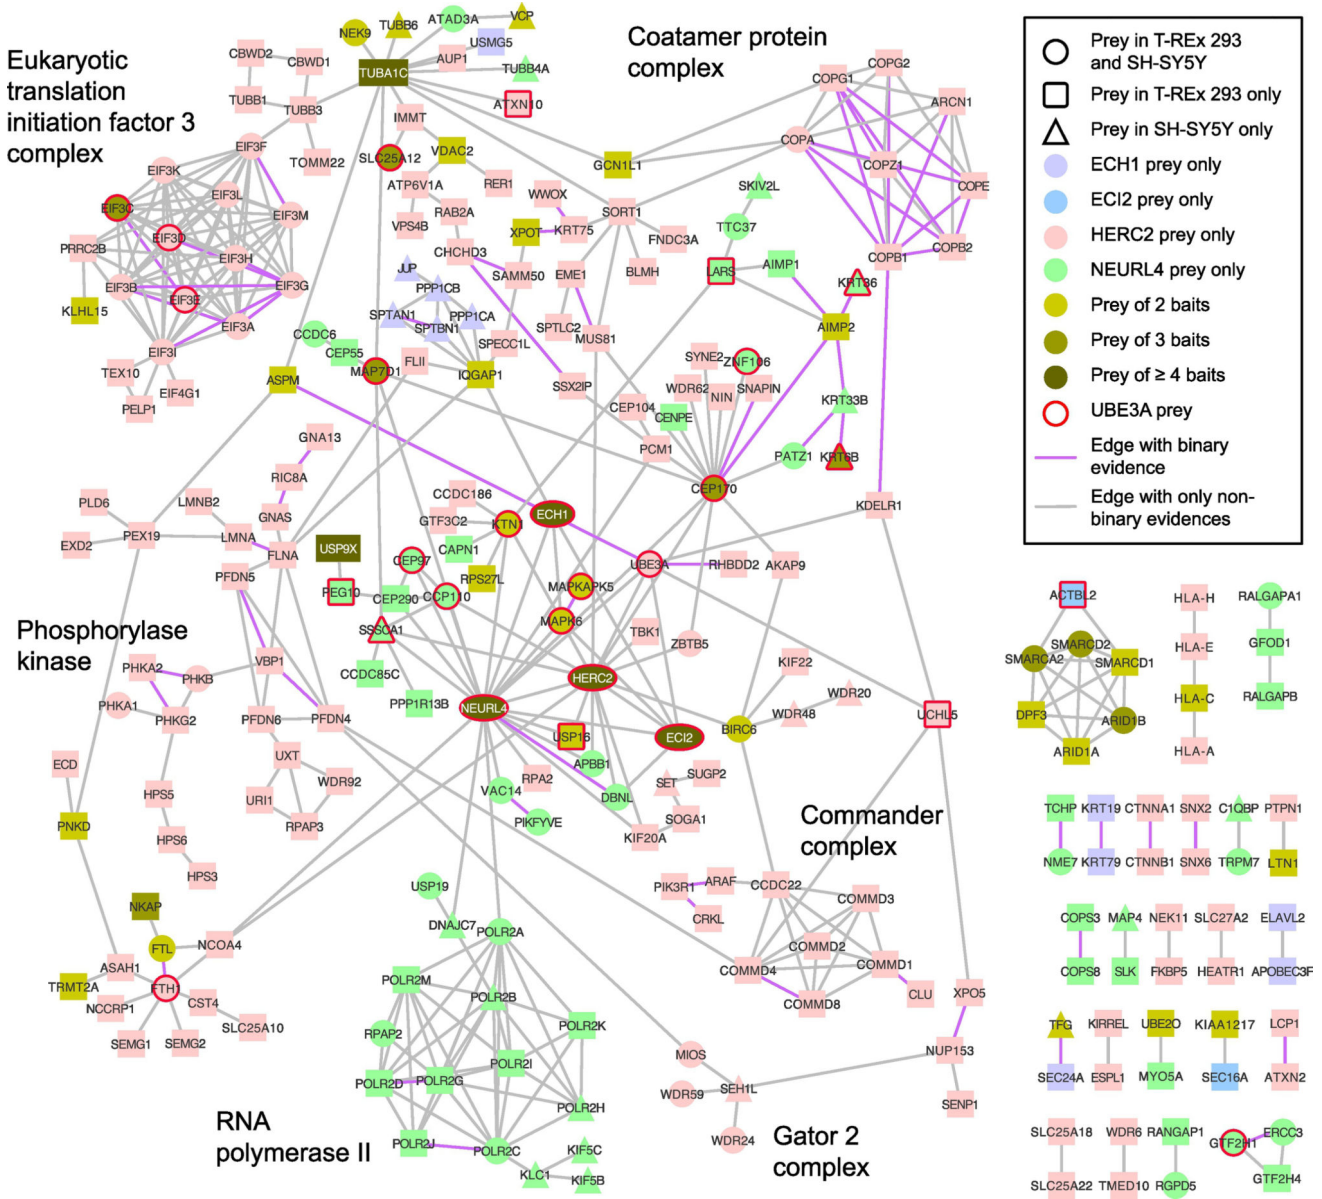 Eukaryotic
translation
initiation factor 3
complex
Coatamer protein
complex
Prey in T-REx 293
and SH-SY5Y
Prey in T-REx 293 only
Prey in SH-SY5Y only
ECH1 prey only
ECI2 prey only
HERC2 prey only
NEURL4 prey only
Prey of 2 baits
Prey of 3 baits
Prey of ≥ 4 baits
UBE3A prey
Edge with binary
evidence
Edge with only non-
binary evidences
NEK9
TUBB6
ATAD3A
VCP
USMG5
AUP1
TUBA1C
TUBB4A
ATXN10
CBWD2
CBWD1
TUBB1
TUBB3
TOMM22
IMMT
SLC25A12
VDAC2
GCN1L1
ATP6V1A
RER1
VPS4B
RAB2A
WWOX
SORT1
XPOT
KRT75
FNDC3A
CHCHD3
SAMM50
EME1
BLMH
COPG2
COPG1
ARCN1
COPA
COPZ1
COPE
COPB2
COPB1
SKIV2L
TTC37
LARS
AIMP1
KRT36
AIMP2
EIF3F
EIF3K
EIF3L
EIF3C
EIF3M
EIF3D
PRRC2B
EIF3H
EIF3B
EIF3G
EIF3E
KLHL15
EIF3A
EIF3I
TEX10
EIF4G1
PELP1
JUP
PPP1CB
SPTAN1
PPP1CA
SPTBN1
SPECC1L
SPTLC2
MUS81
CCDC6
CEP55
MAP7D1
FLII
IQGAP1
ASPM
SSX2IP
SYNE2
ZNF106
WDR62
NIN
SNAPIN
CEP104
CENPE
KRT33B
PCM1
PATZ1
KRT6B
CEP170
KDELR1
GNA13
RIC8A
PLD6
LMNB2
GNAS
PEX19
LMNA
EXD2
FLNA
PFDN5
CCDC186
GTF3C2
KTN1
ECH1
CAPN1
USP9X
CEP97
RPS27L
MAPKAPK5
UBE3A
RHBDD2
AKAP9
PEG10
CEP290
CCP110
MAPK6
SSSCA1
TBK1
ZBTB5
CCDC85C
HERC2
KIF22
PPP1R13B
NEURL4
WDR20
WDR48
UCHL5
USP16
ECI2
BIRC6
Phosphorylase
kinase
PHKA2
PHKB
VBP1
PHKA1
PHKG2
PFDN6
PFDN4
ECD
UXT
WDR92
HPS5
URI1
PNKD
RPAP3
HPS6
HPS3
APBB1
RPA2
SET
SUGP2
VAC14
DBNL
PIKFYVE
SOGA1
KIF20A
Commander
complex
PIK3R1
ARAF
CCDC22
COMMD3
CRKL
COMMD2
COMMD4
COMMD1
COMMD8
CLU
XPO5
NKAP
FTL
NCOA4
ASAH1
TRMT2A
FTH1
NCCRP1
CST4
SLC25A10
SEMG1
SEMG2
USP19
DNAJC7
POLR2A
POLR2M
POLR2B
POLR2K
RPAP2
POLR2I
POLR2D
POLR2G
POLR2H
POLR2J
POLR2C
KIF5C
KLC1
KIF5B
RNA
polymerase II
MIOS
NUP153
SEH1L
WDR59
SENP1
WDR24
Gator 2
complex
ACTBL2
SMARCD2
SMARCA2
SMARCD1
DPF3
ARID1B
ARID1A
HLA-H
HLA-E
HLA-C
HLA-A
RALGAPA1
GFOD1
RALGAPB
TCHP
KRT19
CTNNA1
SNX2
C1QBP
PTPN1
NME7
KRT79
CTNNB1
SNX6
TRPM7
LTN1
COPS3
MAP4
NEK11
SLC27A2
ELAVL2
COPS8
SLK
FKBP5
HEATR1
APOBEC3F
TFG
KIRREL
UBE2O
KIAA1217
LCP1
SEC24A
ESPL1
MYO5A
SEC16A
ATXN2
SLC25A18
WDR6
RANGAP1
GTF2H1
ERCC3
SLC25A22
TMED10
RGPD5
GTF2H4